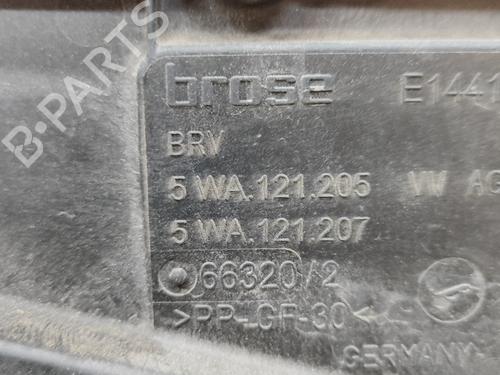 brose E1441
BRV
5 WA.121.205 VW AG
5 WA.121.207
66320/2
>PP-GF-30<
GERMANY
B-PARTS